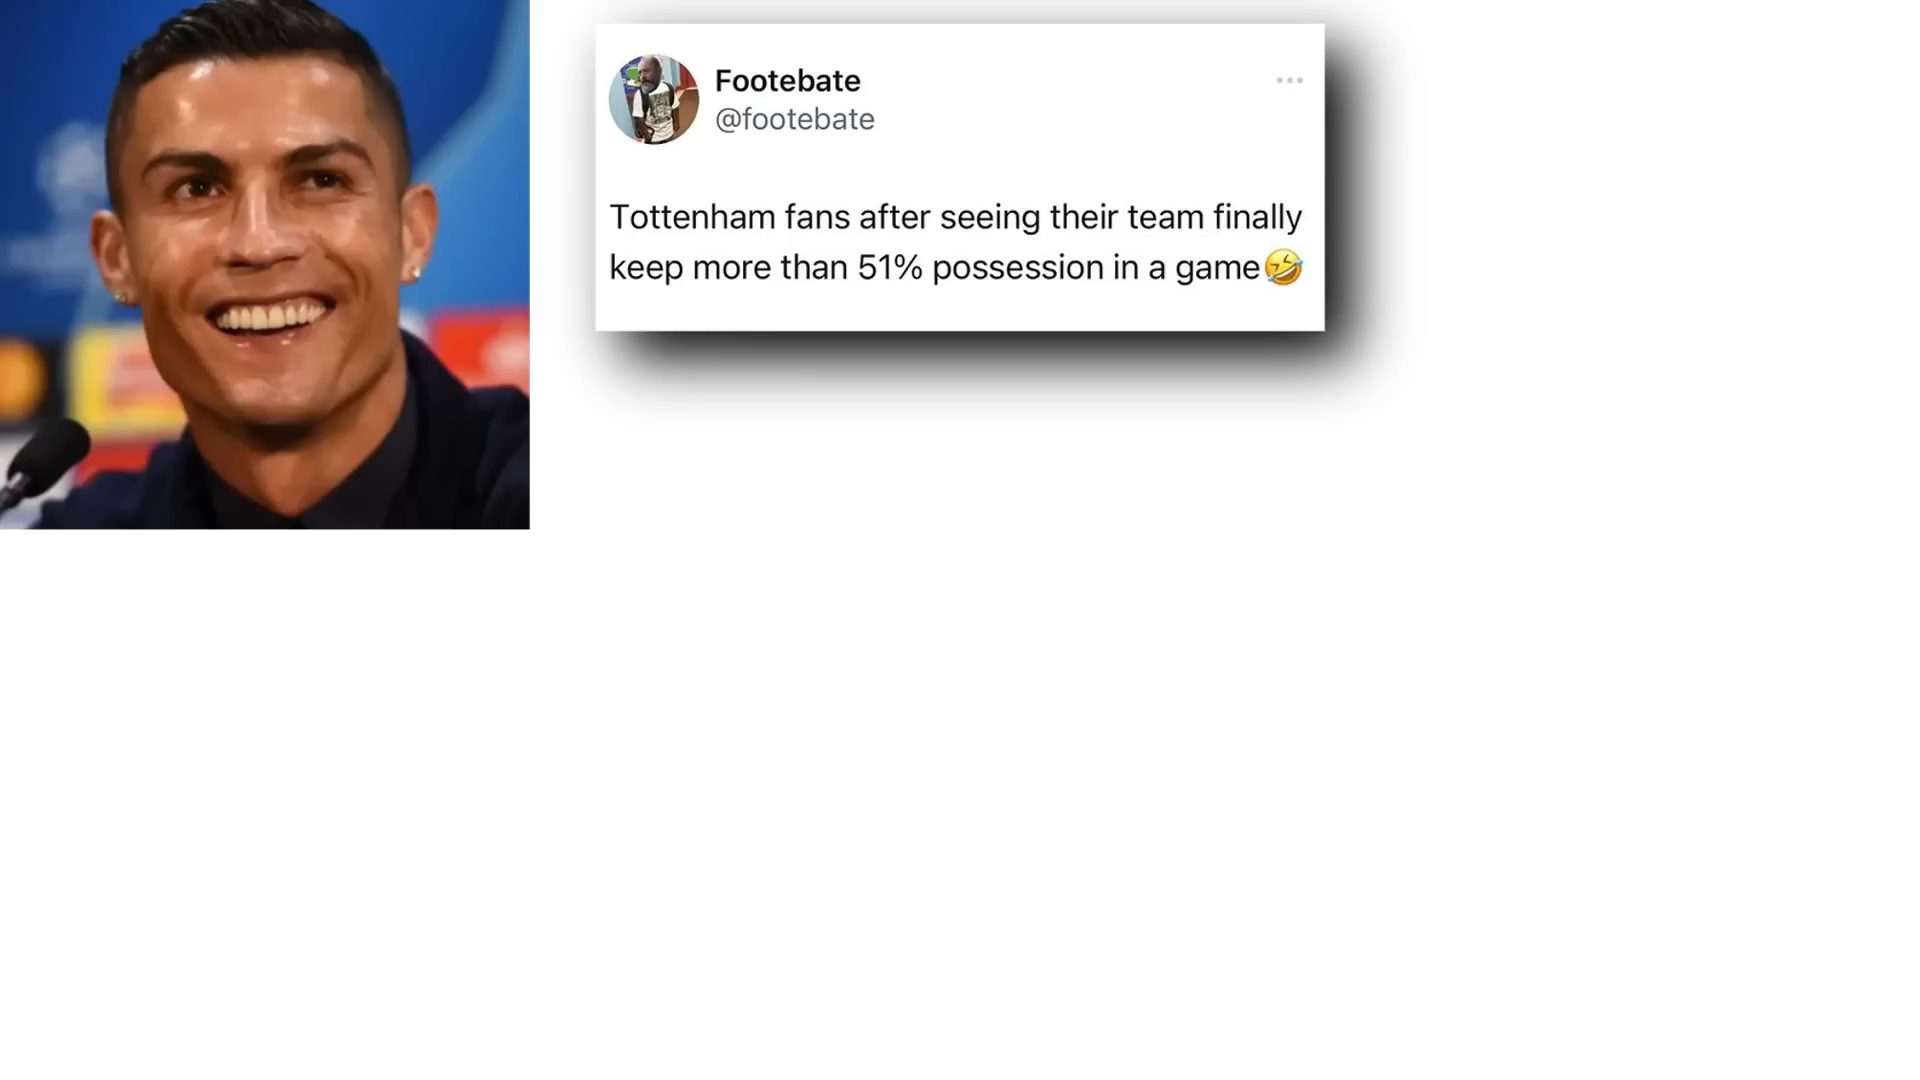 Footebate
@footebate
Tottenham fans after seeing their team finally
keep more than 51% possession in a game🤣